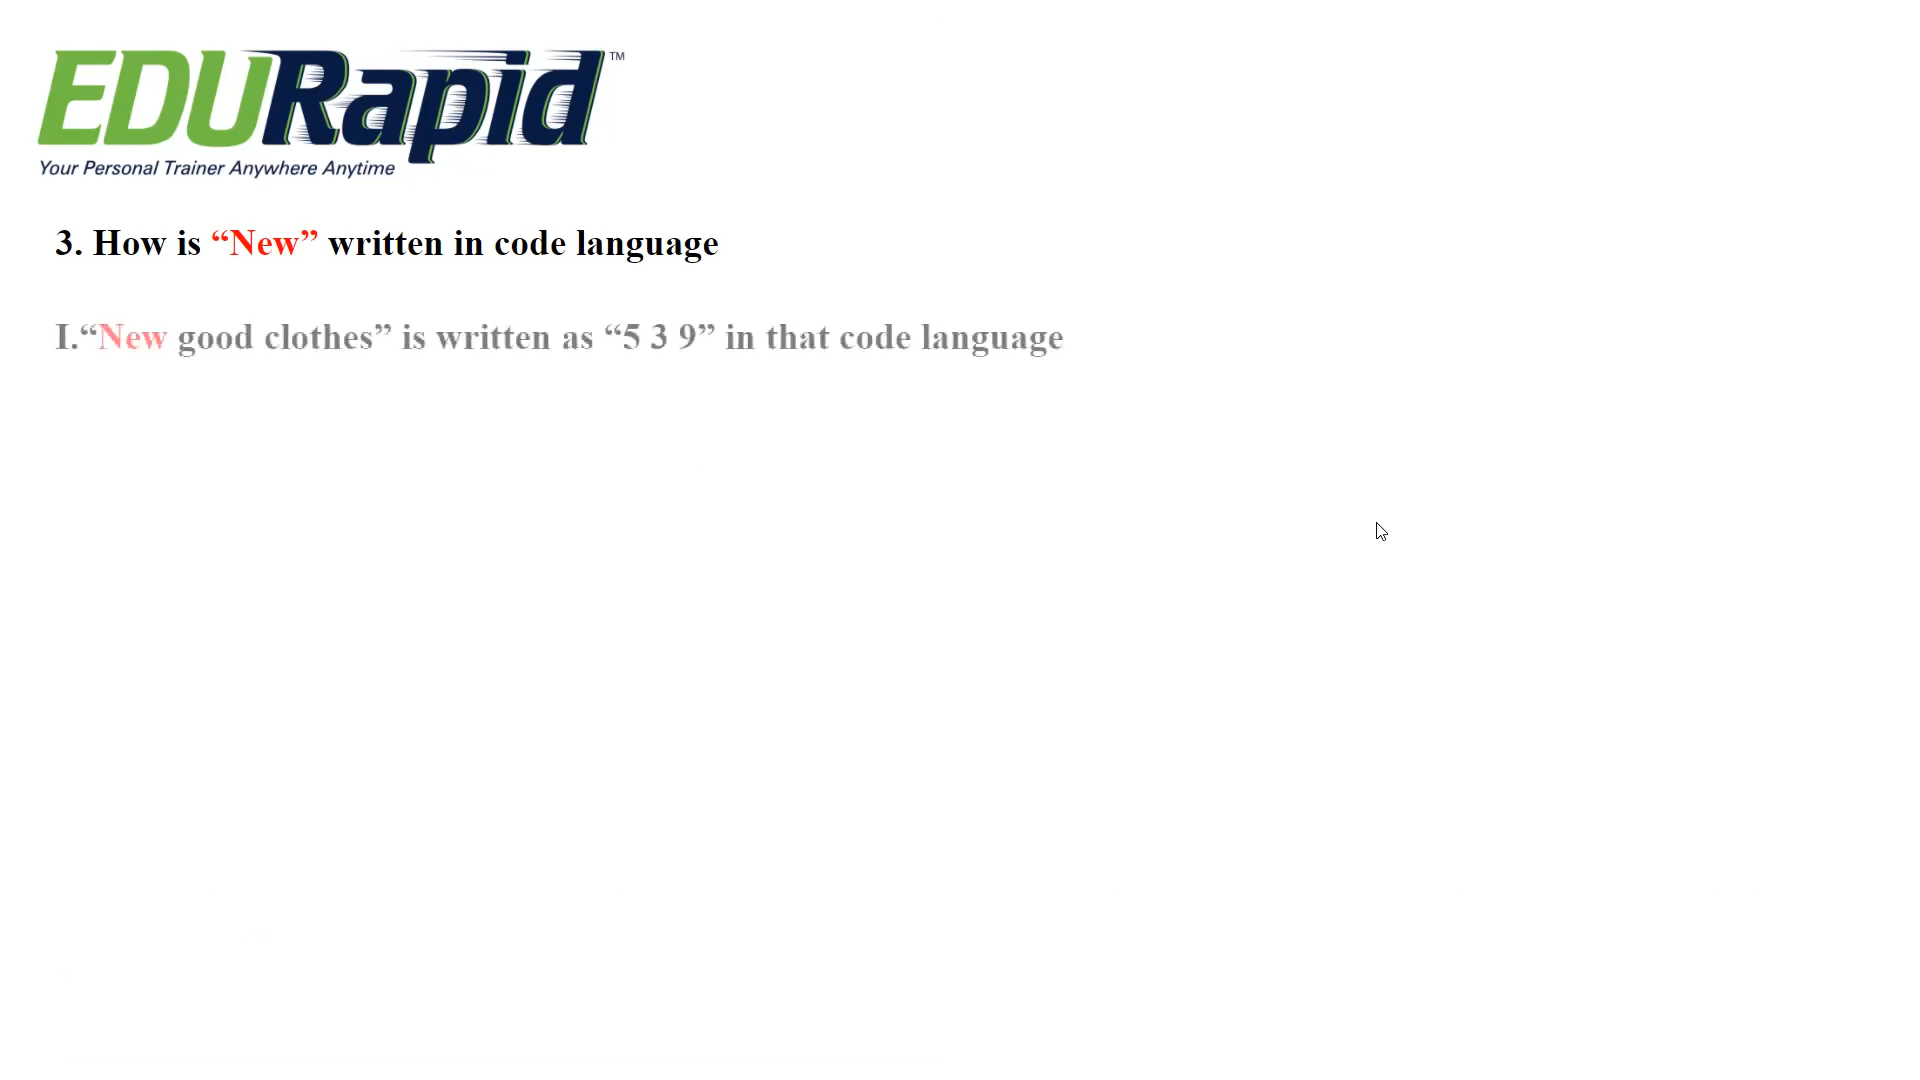 EDURapid™
Your Personal Trainer Anywhere Anytime
3. How is “New” written in code language
I.“New good clothes” is written as “5 3 9” in that code language